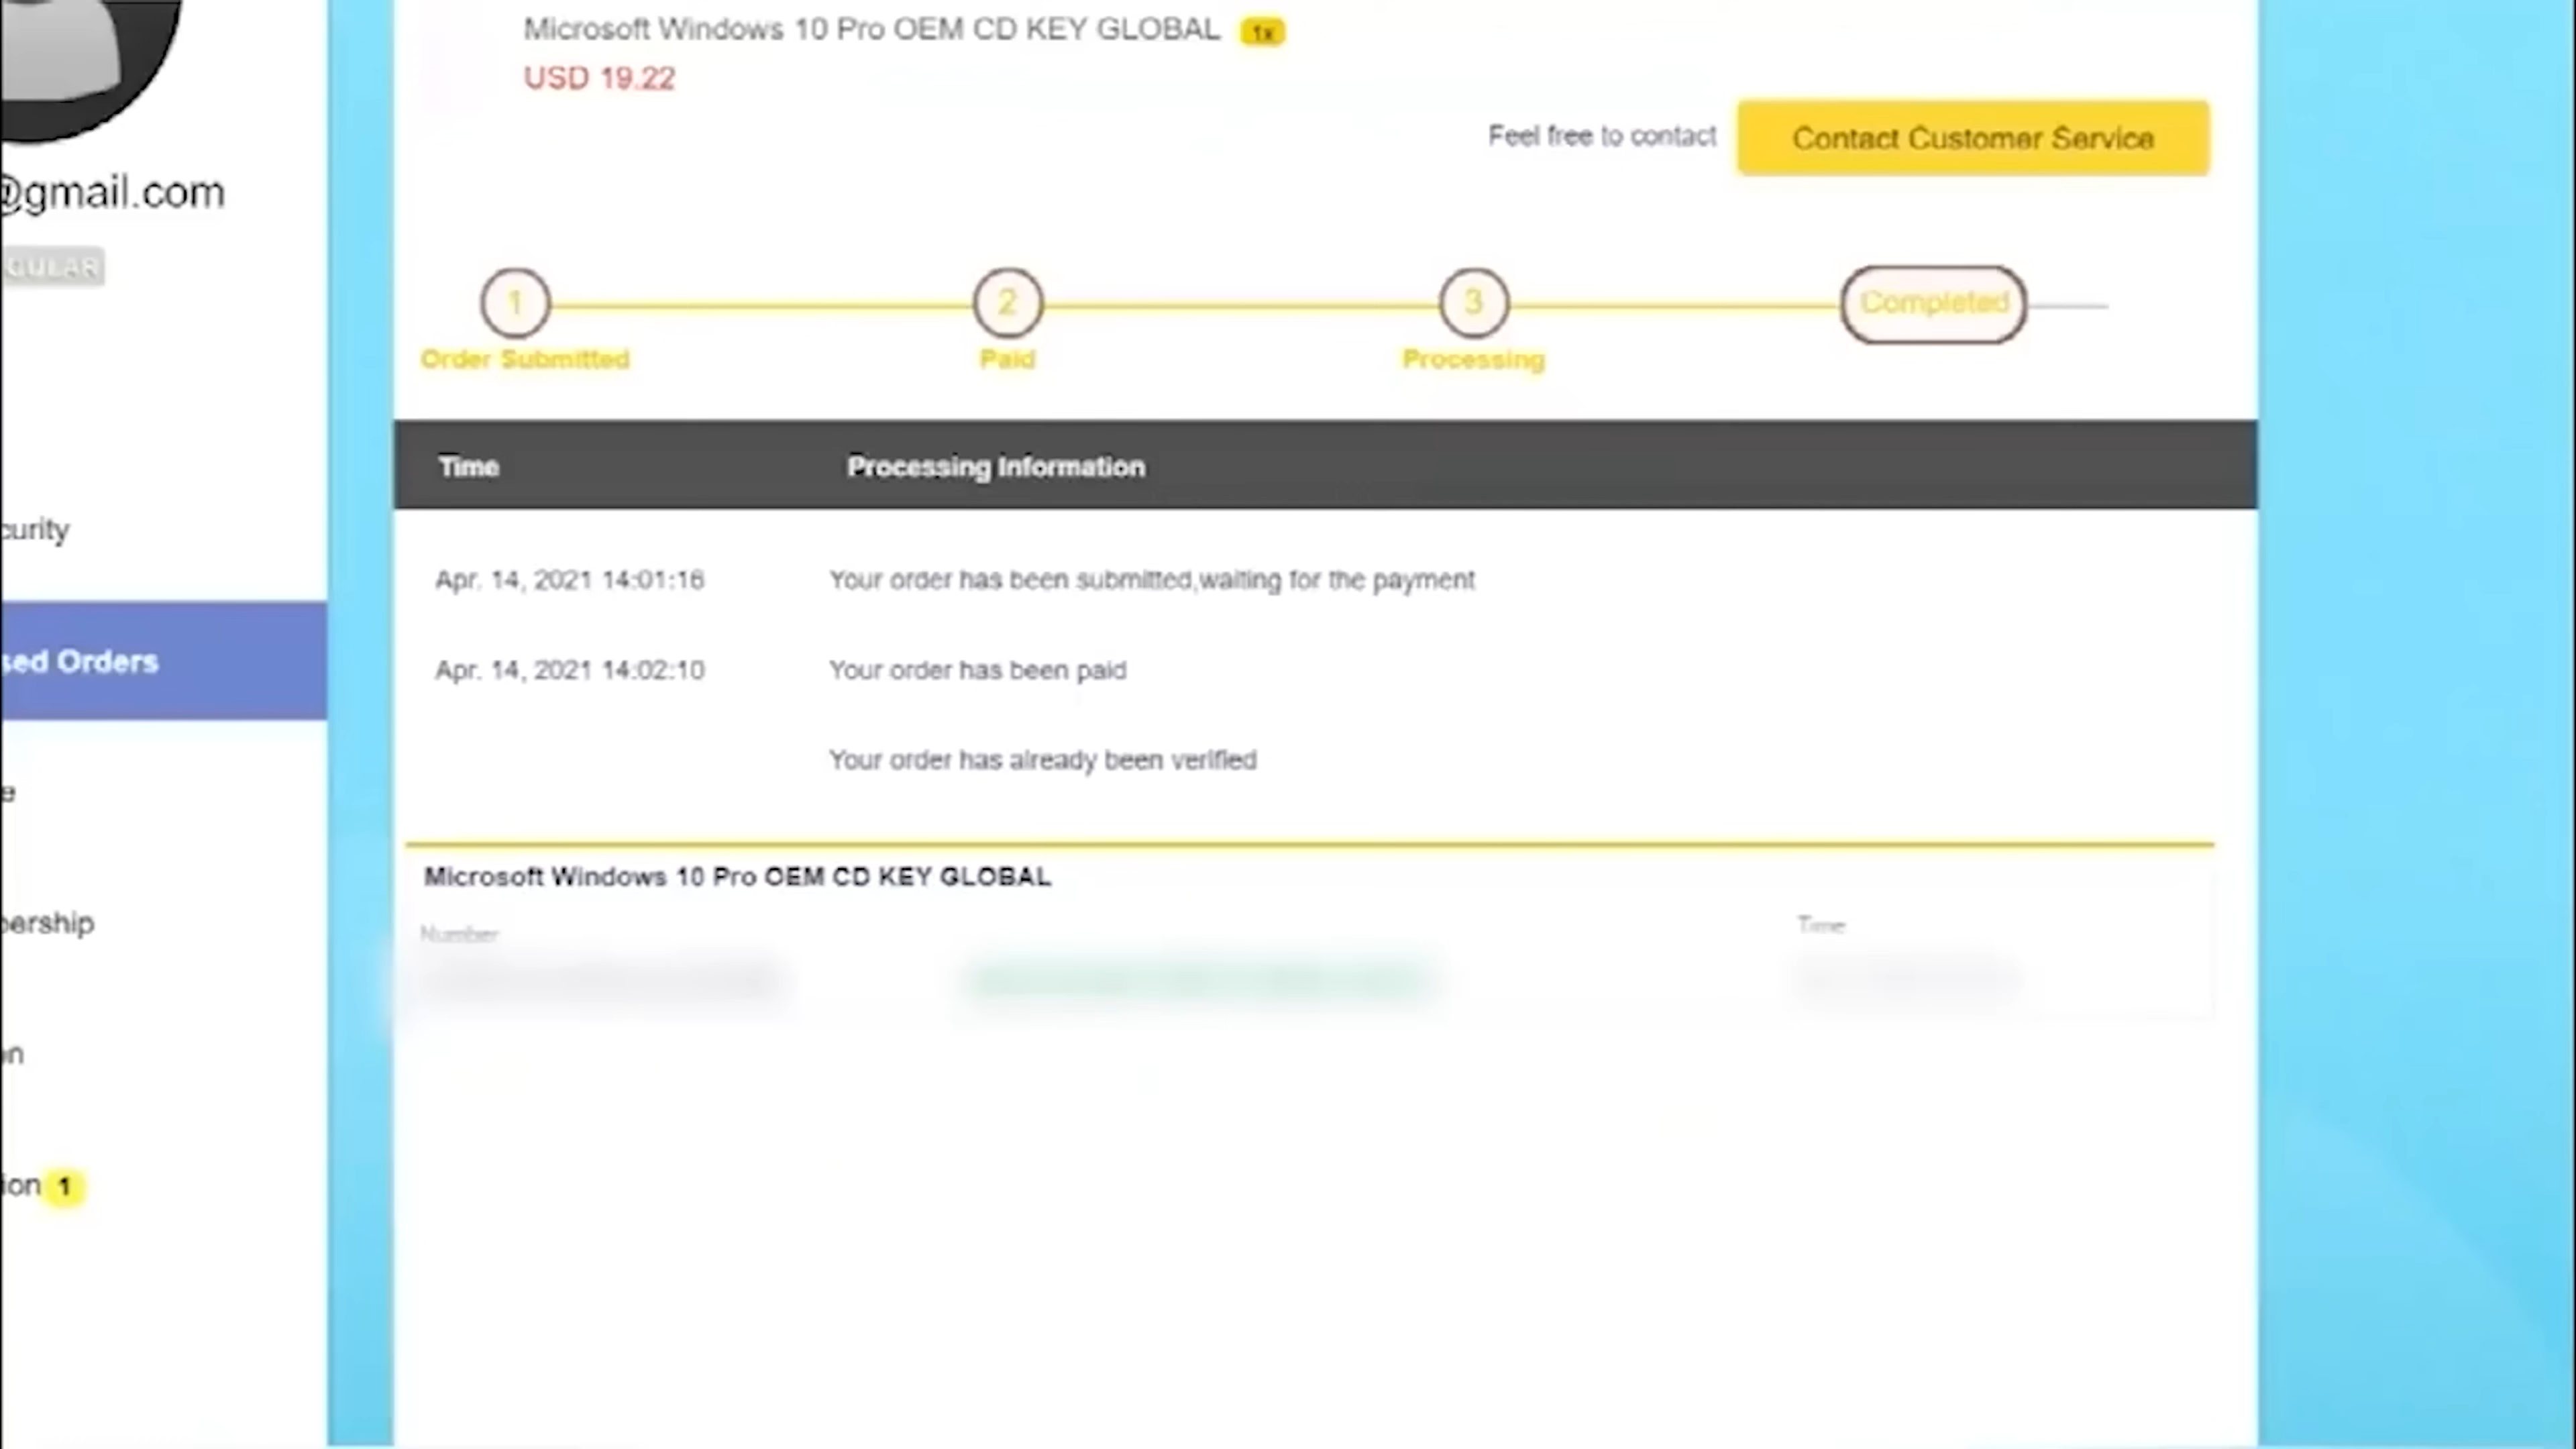 Microsoft Windows 10 Pro OEM CD KEY GLOBAL 1x
USD 19.22
Feel free to contact Contact Customer Service
@gmail.com
GULAR
1 2 3 Completed
Order Submitted Paid Processing
Time Processing Information
curity
Apr. 14, 2021 14:01:16 Your order has been submitted,waiting for the payment
sed Orders
Apr. 14, 2021 14:02:10 Your order has been paid
Your order has already been verified
e
Microsoft Windows 10 Pro OEM CD KEY GLOBAL
bership
Number Time
on
ion 1